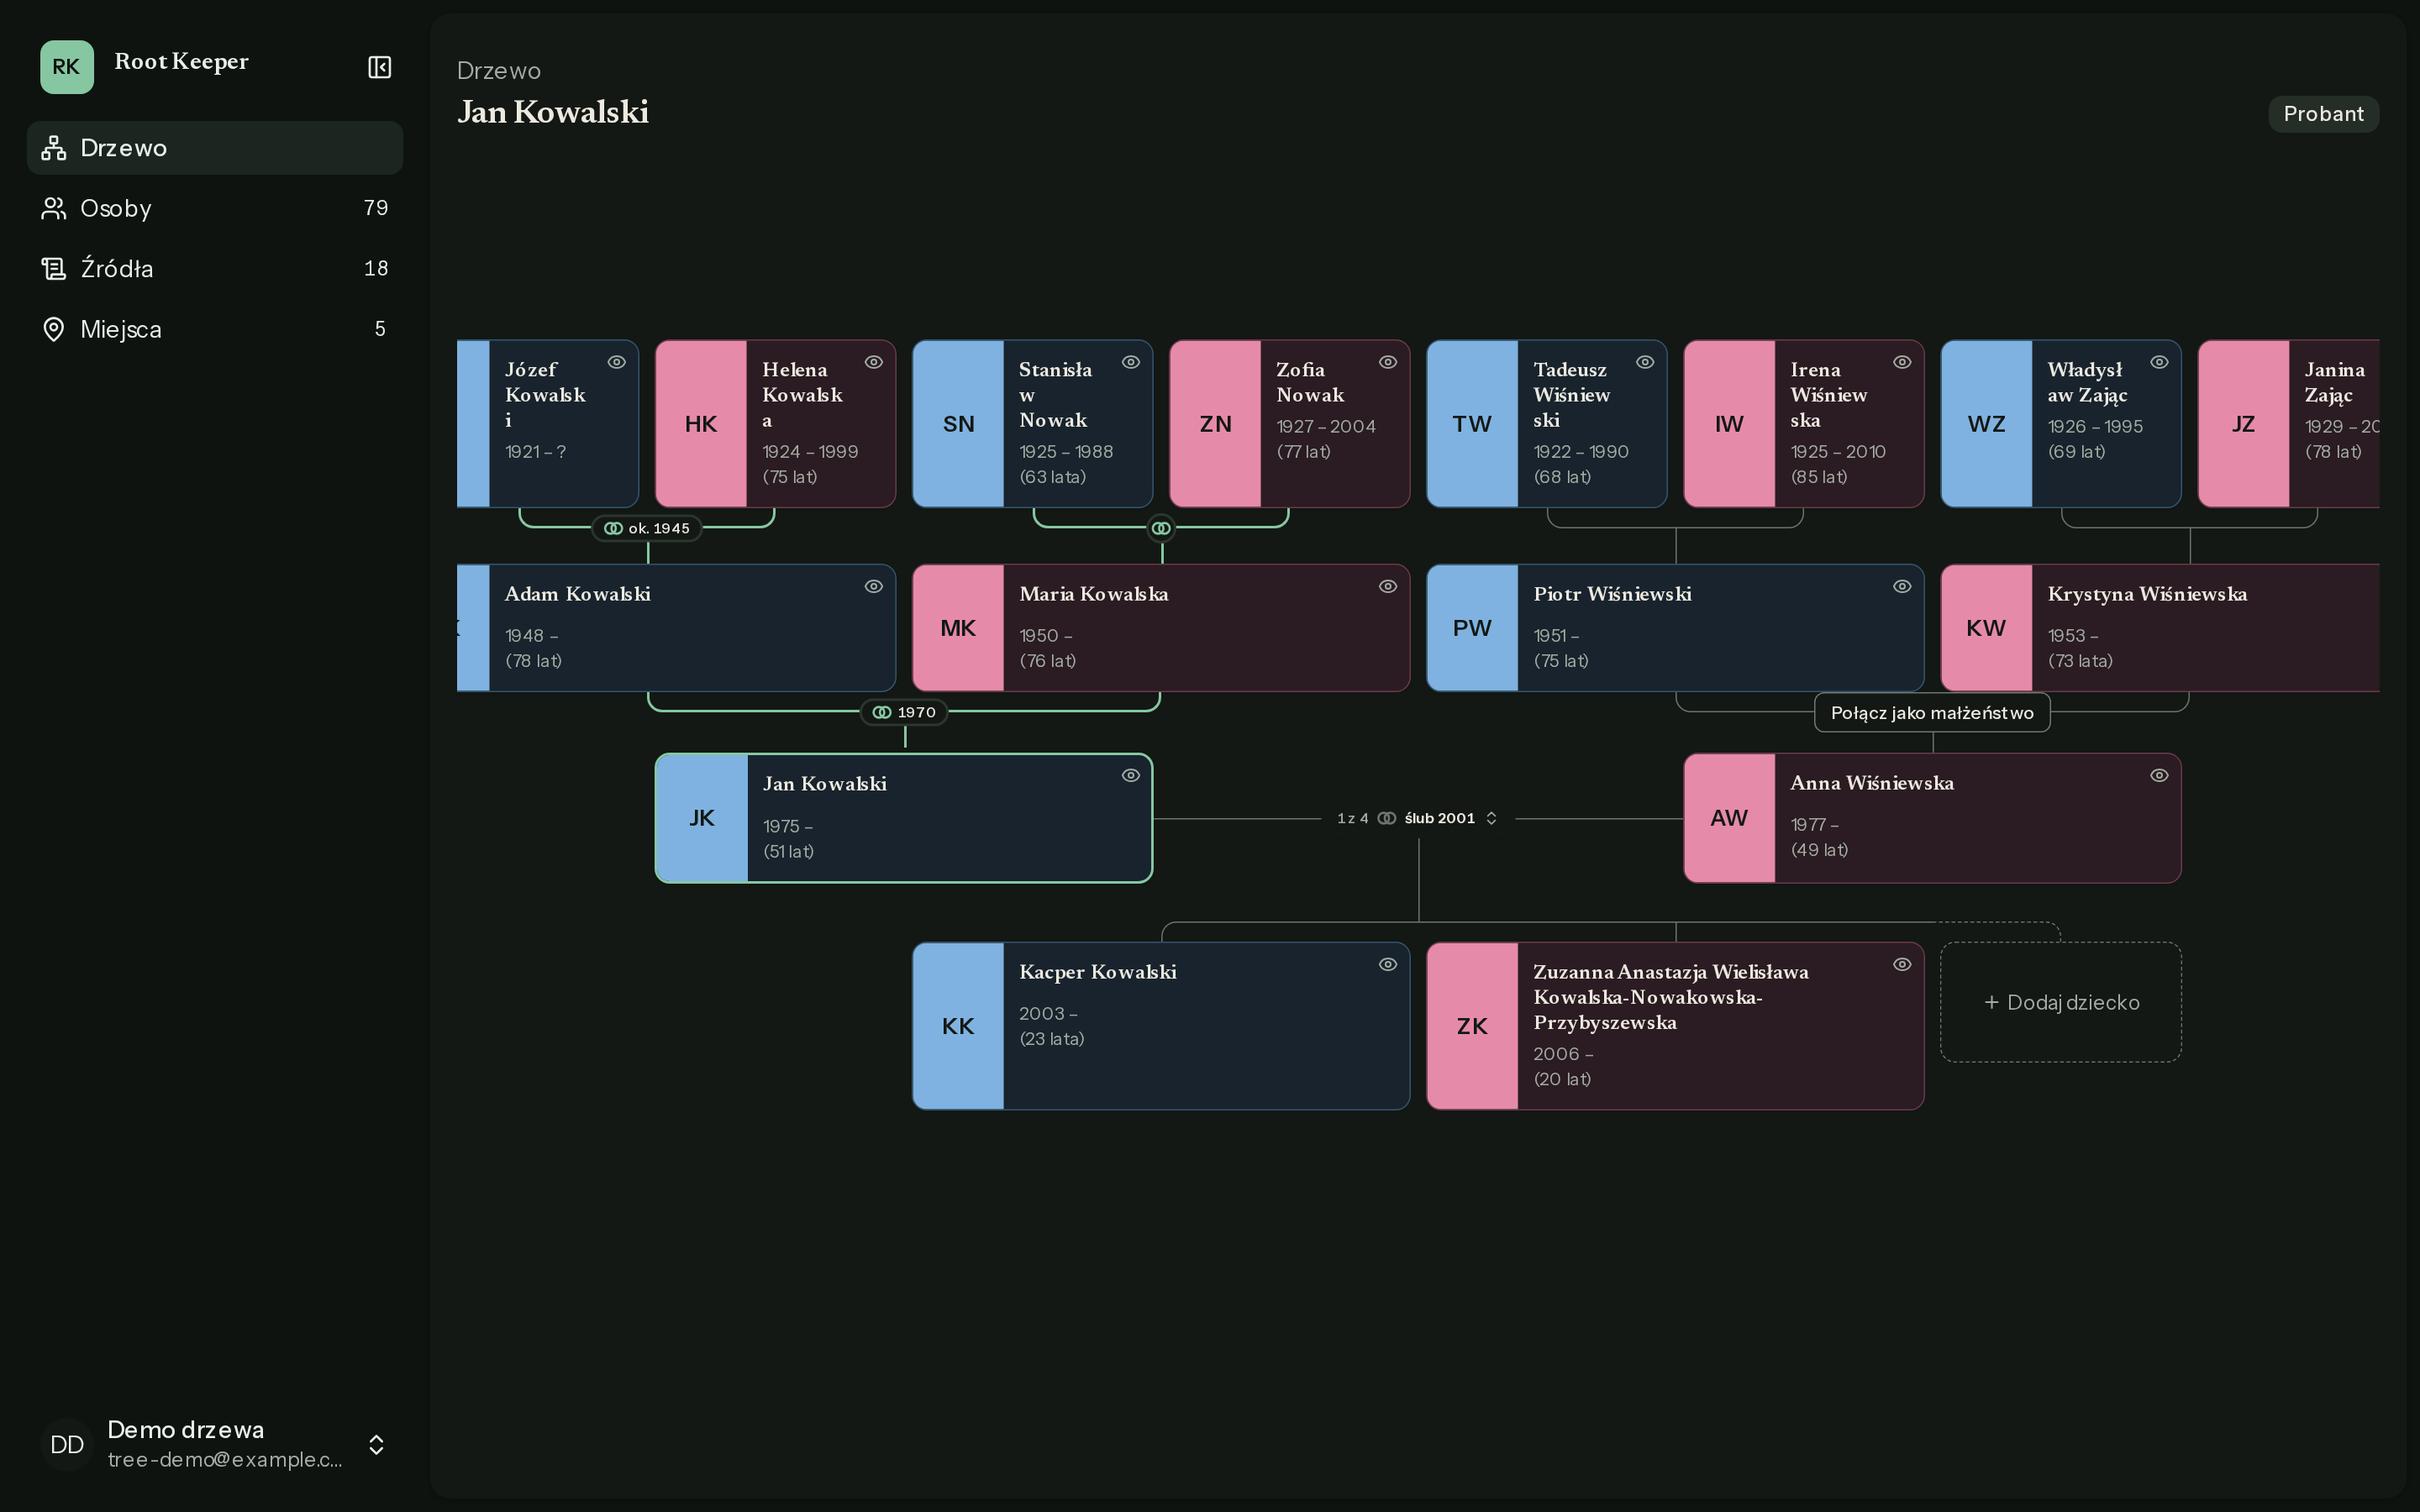 RK
Root Keeper
Drzewo
Osoby 79
Źródła 18
Miejsca 5
Drzewo
Jan Kowalski
Probant
Józef
Kowalsk
i
1921 – ?
HK
Helena
Kowalsk
a
1924 – 1999
(75 lat)
SN
Stanisła
w
Nowak
1925 – 1988
(63 lata)
ZN
Zofia
Nowak
1927 – 2004
(77 lat)
TW
Tadeusz
Wiśniew
ski
1922 – 1990
(68 lat)
IW
Irena
Wiśniew
ska
1925 – 2010
(85 lat)
WZ
Władysł
aw Zając
1926 – 1995
(69 lat)
JZ
Janina
Zając
1929 – 20
(78 lat)
ok. 1945
Adam Kowalski
1948 –
(78 lat)
MK
Maria Kowalska
1950 –
(76 lat)
PW
Piotr Wiśniewski
1951 –
(75 lat)
KW
Krystyna Wiśniewska
1953 –
(73 lata)
1970
Połącz jako małżeństwo
JK
Jan Kowalski
1975 –
(51 lat)
1 z 4 ślub 2001
AW
Anna Wiśniewska
1977 –
(49 lat)
KK
Kacper Kowalski
2003 –
(23 lata)
ZK
Zuzanna Anastazja Wielisława
Kowalska-Nowakowska-
Przybyszewska
2006 –
(20 lat)
+ Dodaj dziecko
DD
Demo drzewa
tree-demo@example.c...